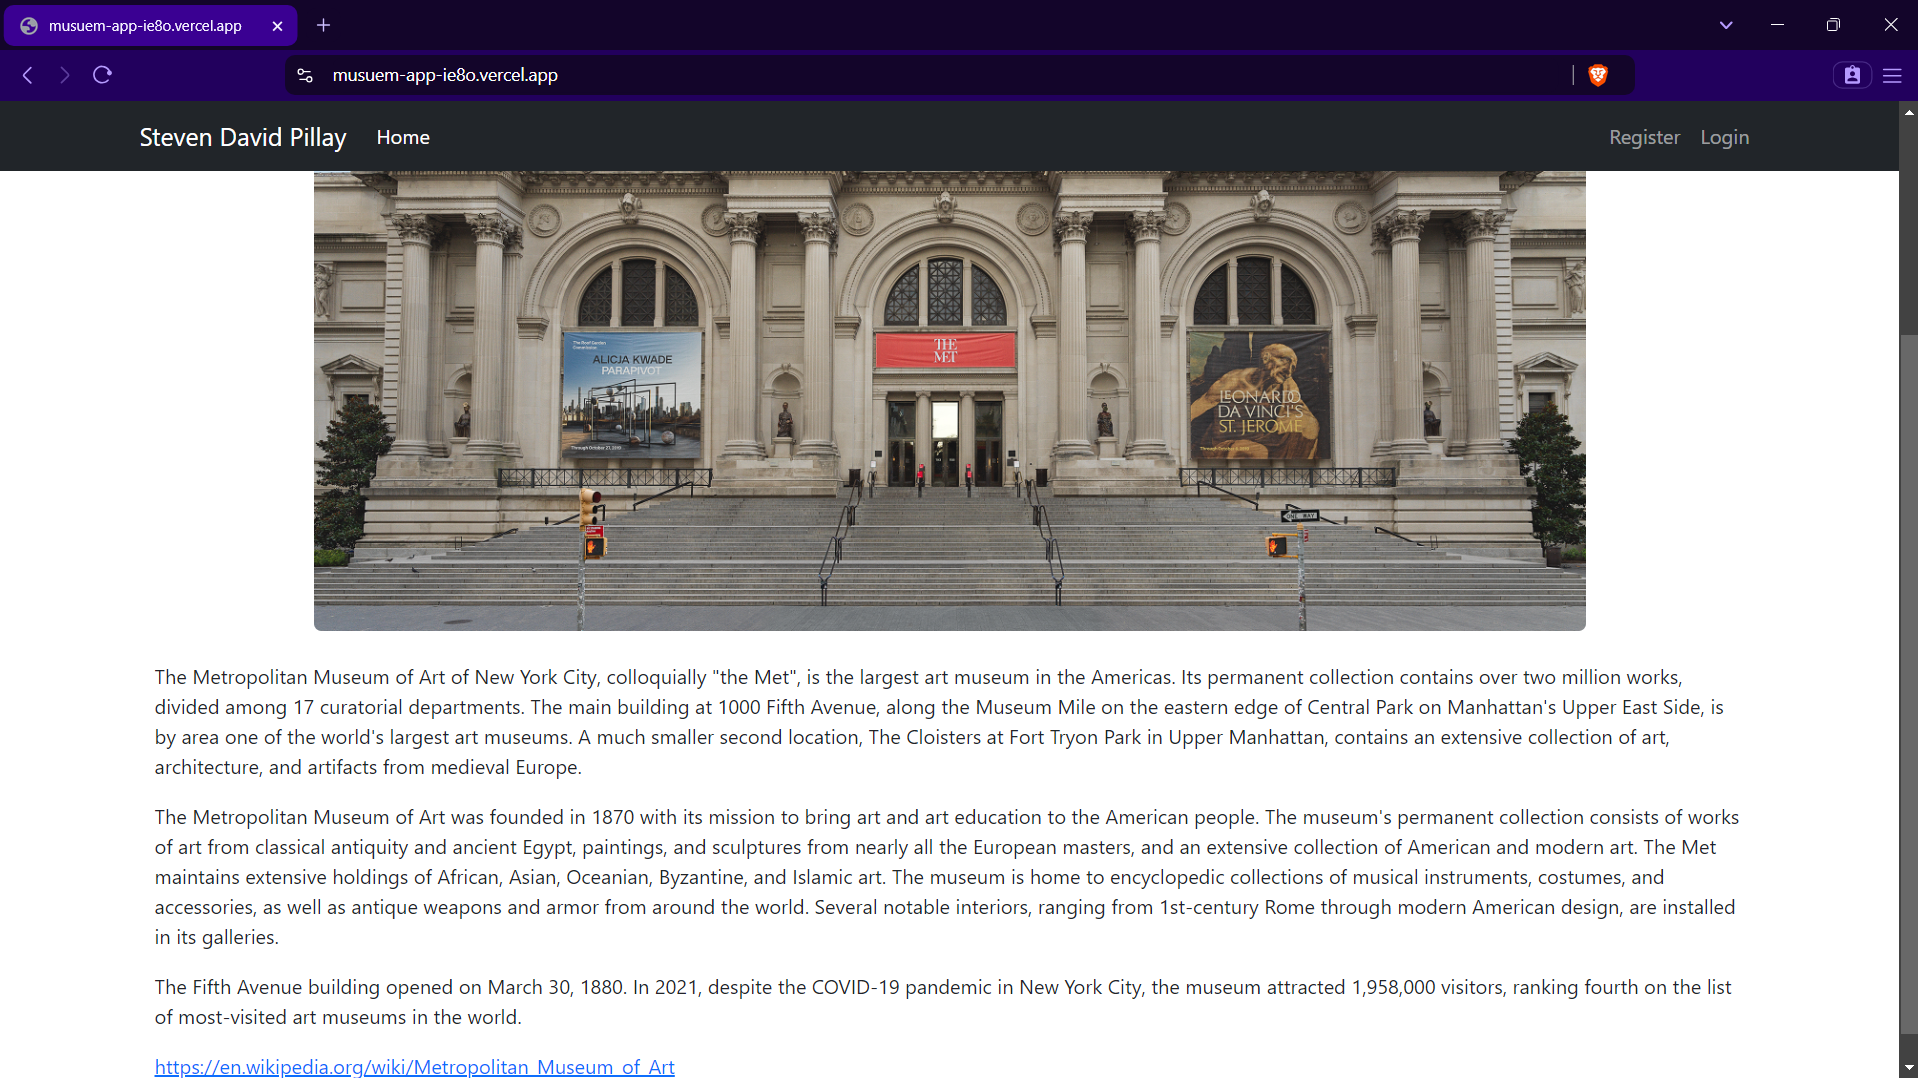 musuem-app-ie8o.vercel.app
musuem-app-ie8o.vercel.app
Steven David Pillay Home Register Login
The Roof Garden
Commission
ALICJA KWADE
PARAPIVOT
Through October 27, 2019
THE
MET
LEONARDO
DA VINCI'S
ST. JEROME
ONE WAY
The Metropolitan Museum of Art of New York City, colloquially "the Met", is the largest art museum in the Americas. Its permanent collection contains over two million works,
divided among 17 curatorial departments. The main building at 1000 Fifth Avenue, along the Museum Mile on the eastern edge of Central Park on Manhattan's Upper East Side, is
by area one of the world's largest art museums. A much smaller second location, The Cloisters at Fort Tryon Park in Upper Manhattan, contains an extensive collection of art,
architecture, and artifacts from medieval Europe.
The Metropolitan Museum of Art was founded in 1870 with its mission to bring art and art education to the American people. The museum's permanent collection consists of works
of art from classical antiquity and ancient Egypt, paintings, and sculptures from nearly all the European masters, and an extensive collection of American and modern art. The Met
maintains extensive holdings of African, Asian, Oceanian, Byzantine, and Islamic art. The museum is home to encyclopedic collections of musical instruments, costumes, and
accessories, as well as antique weapons and armor from around the world. Several notable interiors, ranging from 1st-century Rome through modern American design, are installed
in its galleries.
The Fifth Avenue building opened on March 30, 1880. In 2021, despite the COVID-19 pandemic in New York City, the museum attracted 1,958,000 visitors, ranking fourth on the list
of most-visited art museums in the world.
https://en.wikipedia.org/wiki/Metropolitan_Museum_of_Art